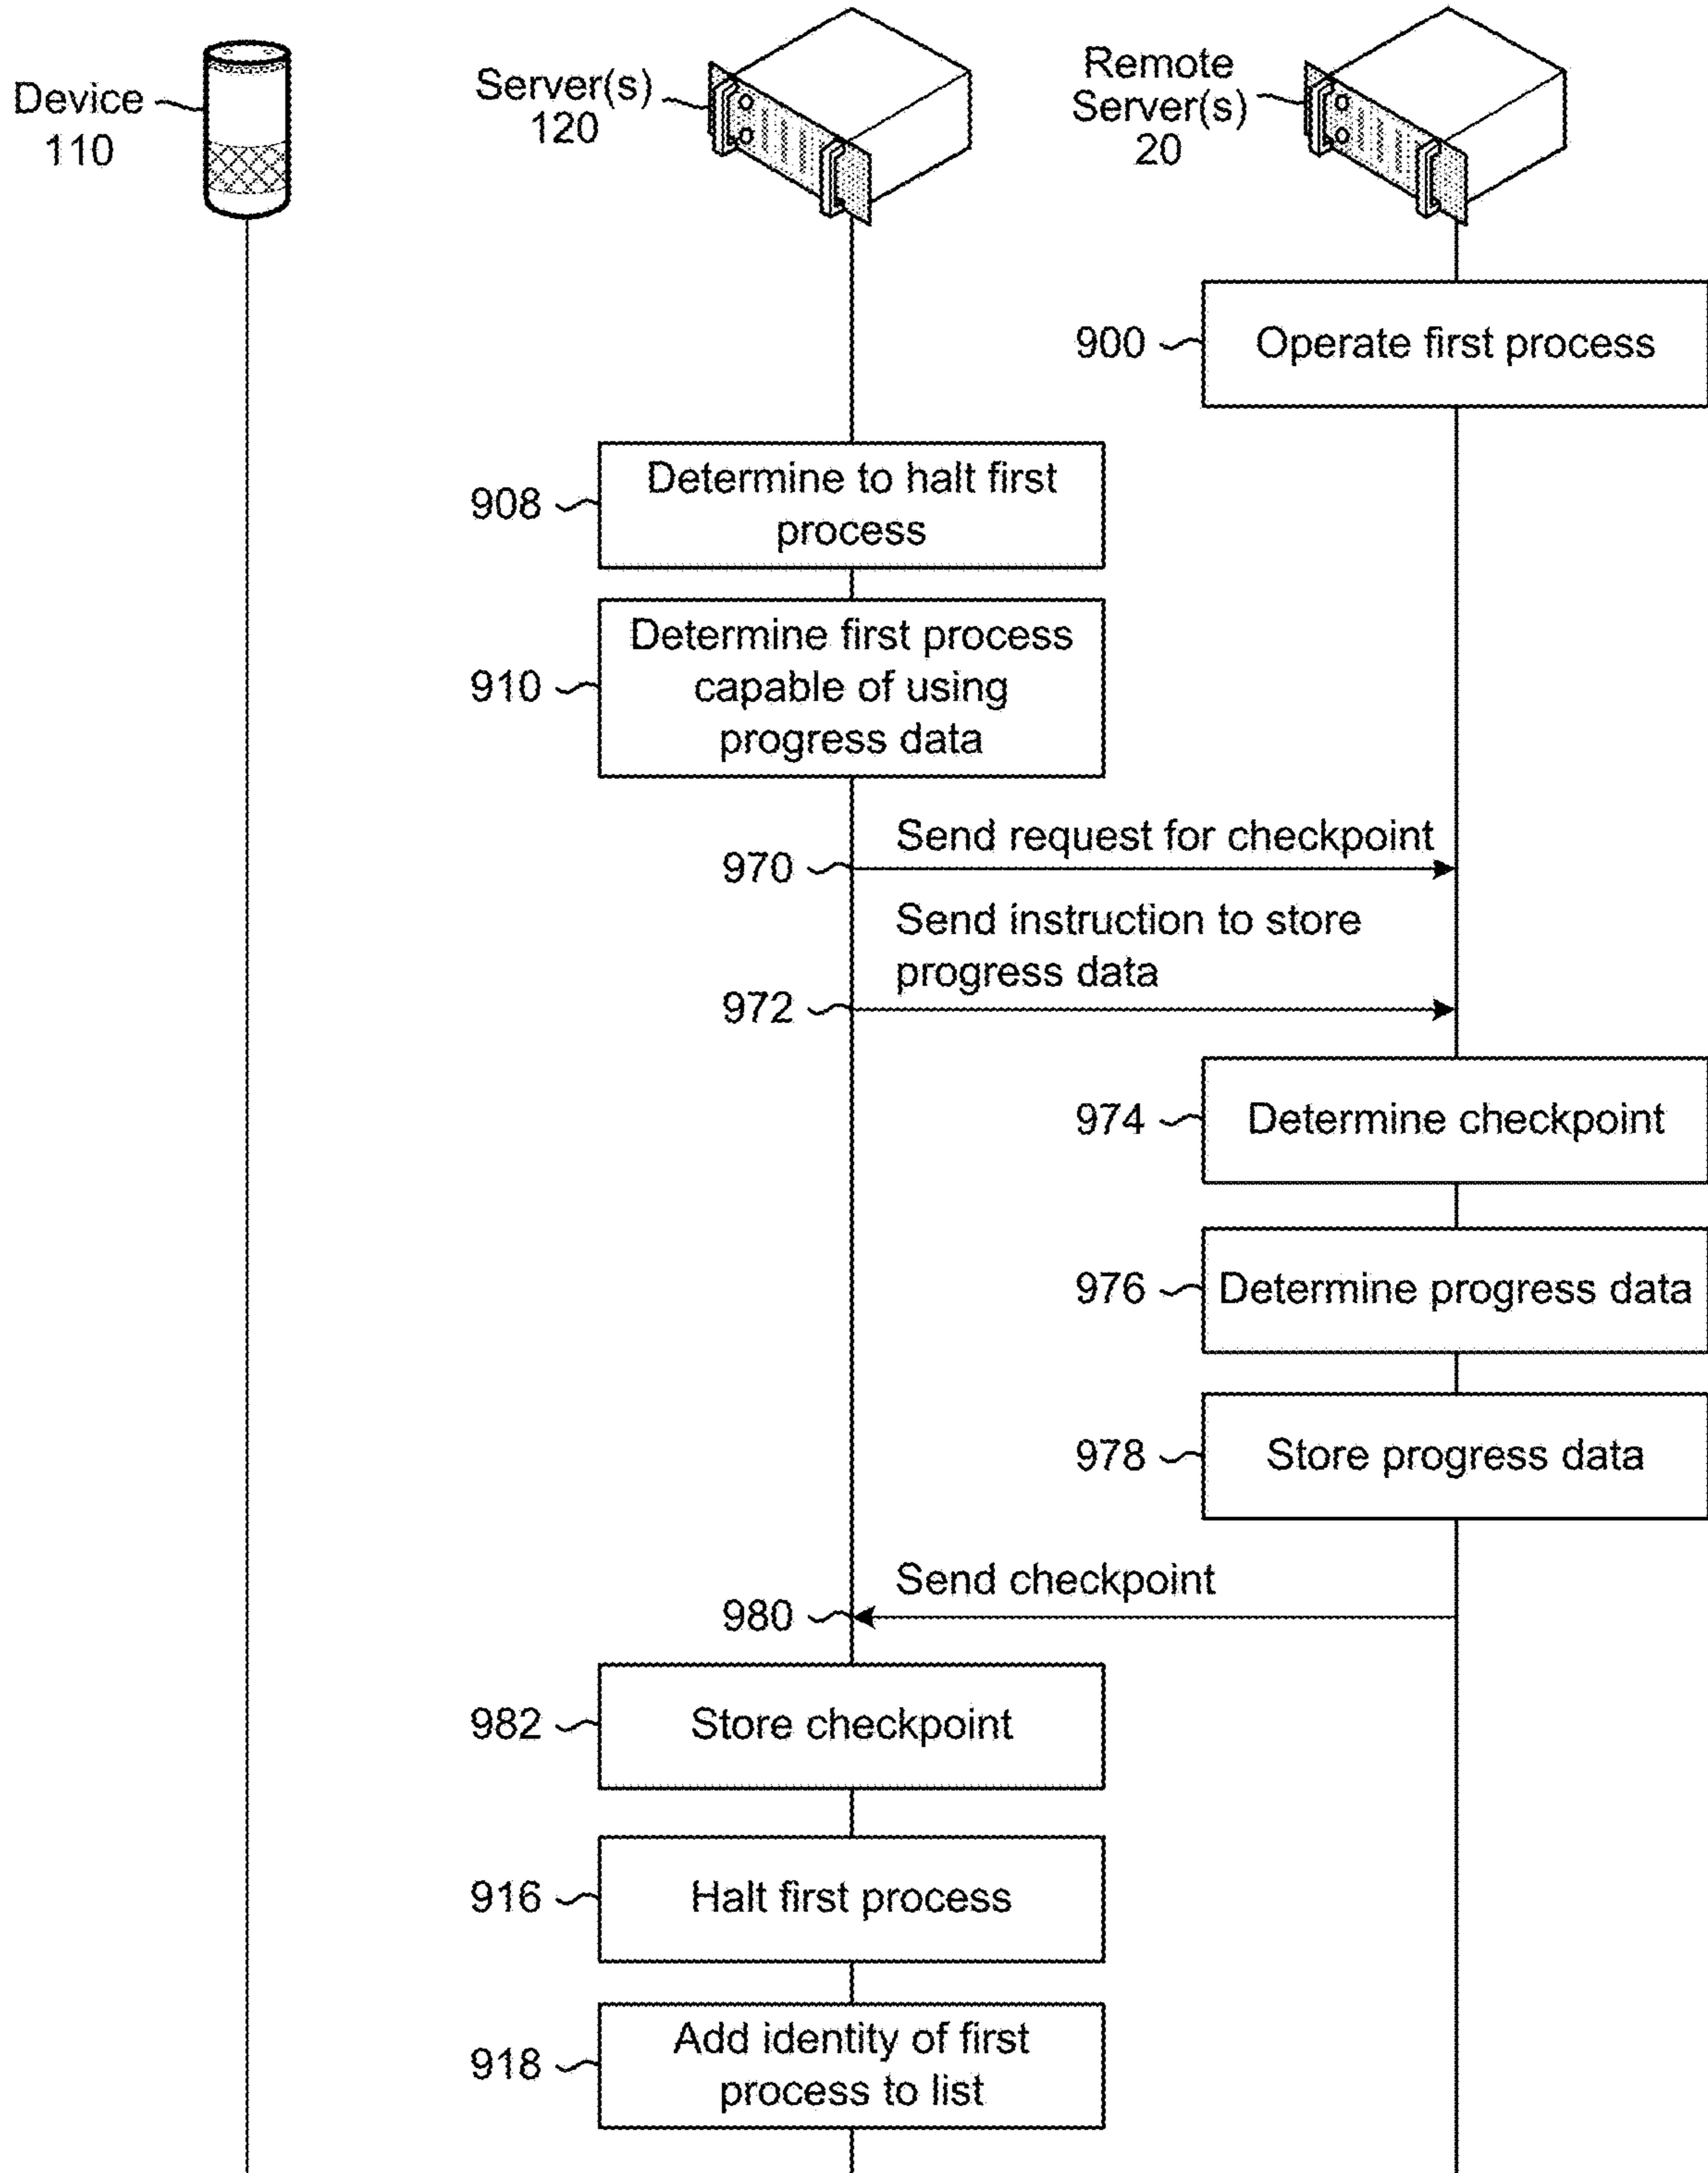 Device
110
Server(s)
120
Remote
Server(s)
20
900
Operate first process
908
Determine to halt first
process
910
Determine first process
capable of using
progress data
Send request for checkpoint
970
Send instruction to store
progress data
972
974
Determine checkpoint
976
Determine progress data
978
Store progress data
Send checkpoint
980
982
Store checkpoint
916
Halt first process
918
Add identity of first
process to list